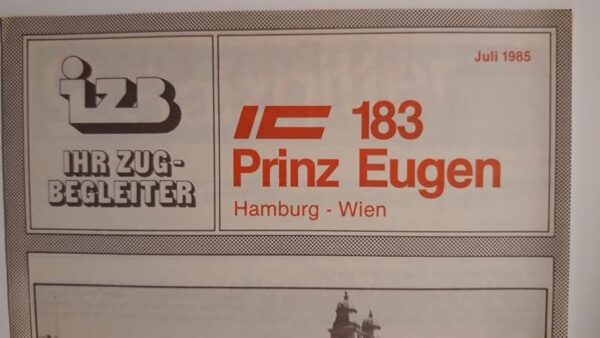 izb
IHR ZUG-
BEGLEITER
Juli 1985
IC 183
Prinz Eugen
Hamburg - Wien